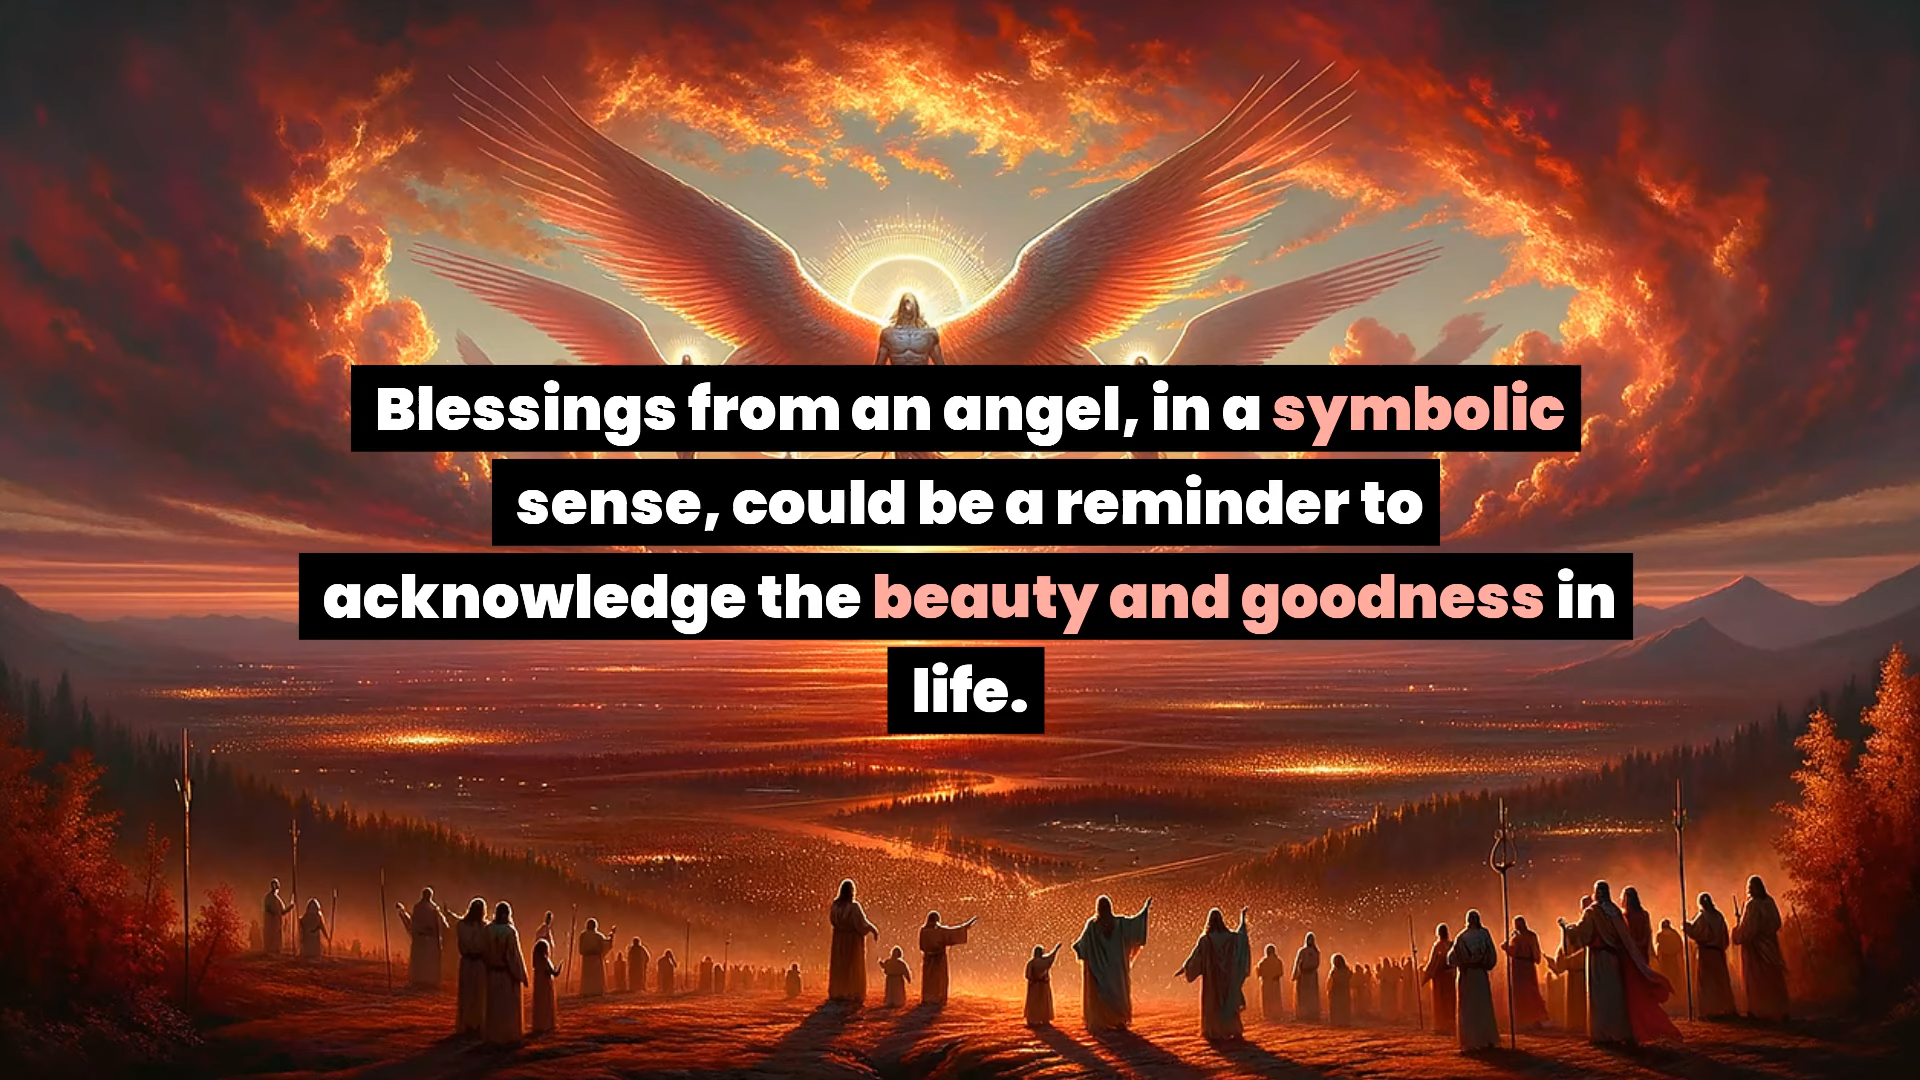 Blessings from an angel, in a symbolic
sense, could be a reminder to
acknowledge the beauty and goodness in
life.